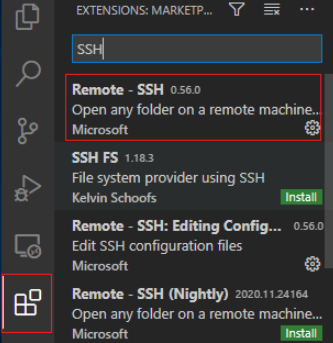 EXTENSIONS: MARKETP...
SSH
Remote - SSH 0.56.0
Open any folder on a remote machine...
Microsoft
SSH FS 1.18.3
File system provider using SSH
Kelvin Schoofs Install
Remote - SSH: Editing Config... 0.56.0
Edit SSH configuration files
Microsoft
Remote - SSH (Nightly) 2020.11.24164
Open any folder on a remote machine...
Microsoft Install